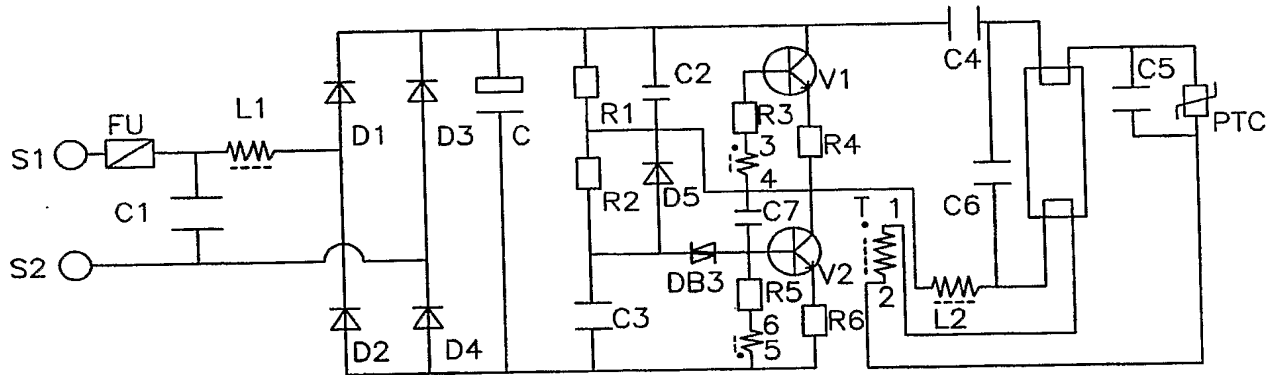 S1
FU
L1
S2
C1
D1
D2
D3
D4
C
R1
R2
C3
C2
D5
DB3
R3
3
4
C7
R5
6
5
V1
R4
V2
R6
T
1
2
L2
C4
C6
C5
PTC